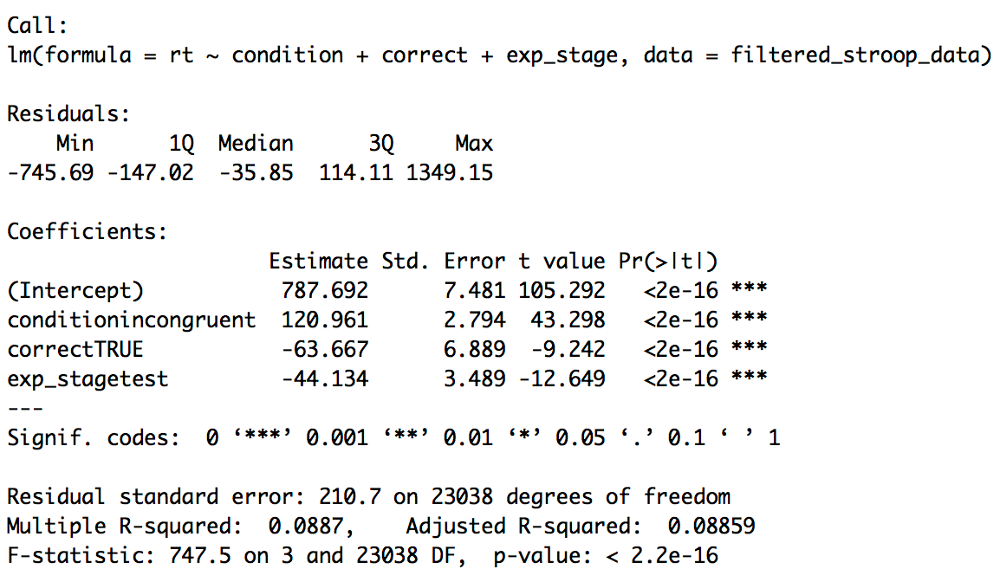 Call:
lm(formula = rt ~ condition + correct + exp_stage, data = filtered_stroop_data)
Residuals:
Min 1Q Median 3Q Max
-745.69 -147.02 -35.85 114.11 1349.15
Coefficients:
Estimate Std. Error t value Pr(>|t|)
(Intercept) 787.692 7.481 105.292 <2e-16 ***
conditionincongruent 120.961 2.794 43.298 <2e-16 ***
correctTRUE -63.667 6.889 -9.242 <2e-16 ***
exp_stagetest -44.134 3.489 -12.649 <2e-16 ***
---
Signif. codes: 0 ‘***’ 0.001 ‘**’ 0.01 ‘*’ 0.05 ‘.’ 0.1 ‘ ’ 1
Residual standard error: 210.7 on 23038 degrees of freedom
Multiple R-squared: 0.0887, Adjusted R-squared: 0.08859
F-statistic: 747.5 on 3 and 23038 DF, p-value: < 2.2e-16